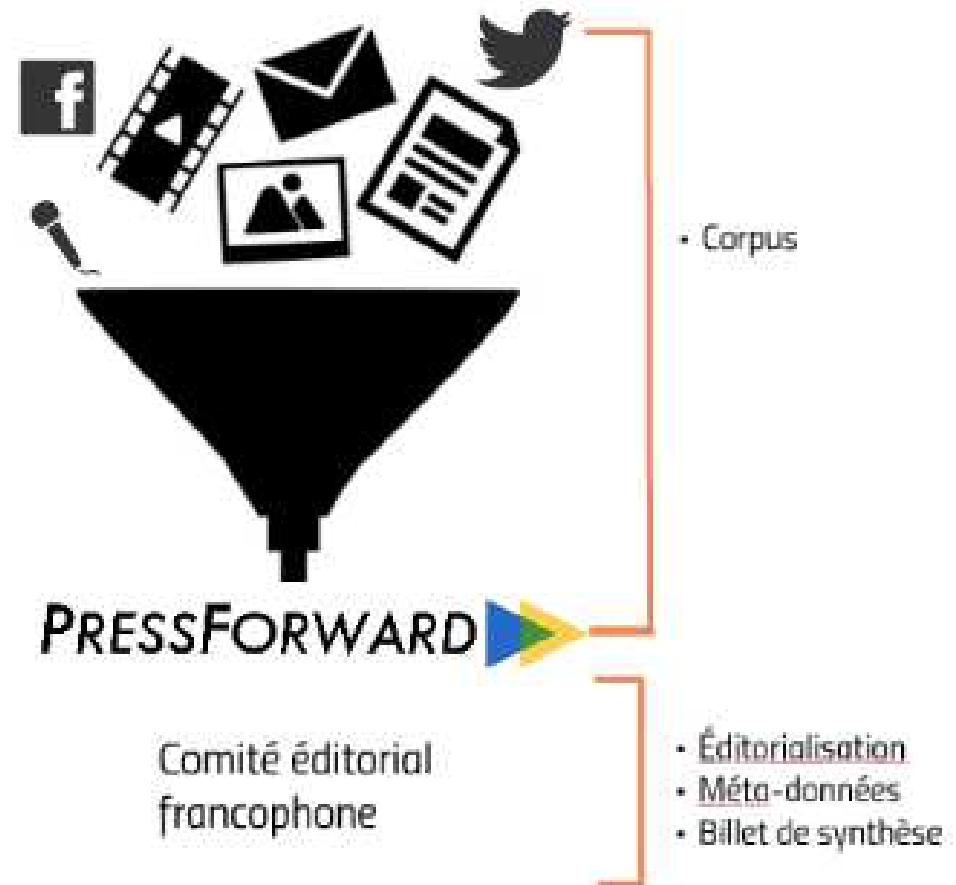 f
• Corpus
PRESSFORWARD
Comité éditorial
francophone
• Éditorialisation
• Méta-données
• Billet de synthèse